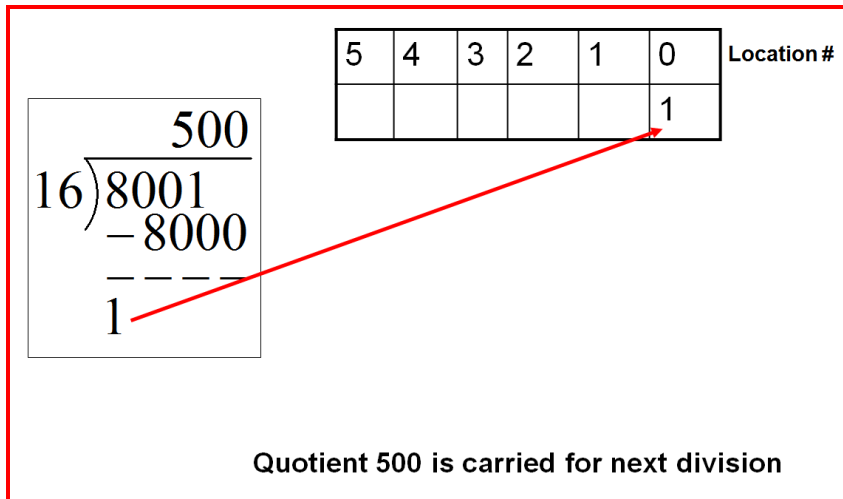 5 4 3 2 1 0 Location #
1
500
16)8001
−8000
− − − −
1
Quotient 500 is carried for next division